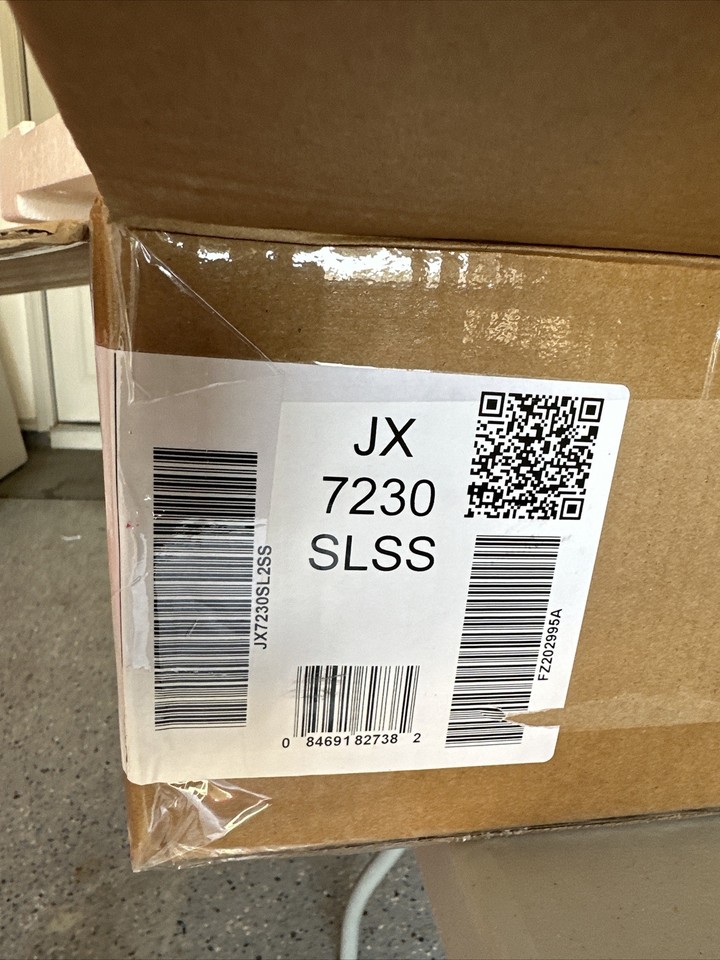 JX
7230
SLSS
JX7230SL2SS
FZ202995A
0 84691 82738 2